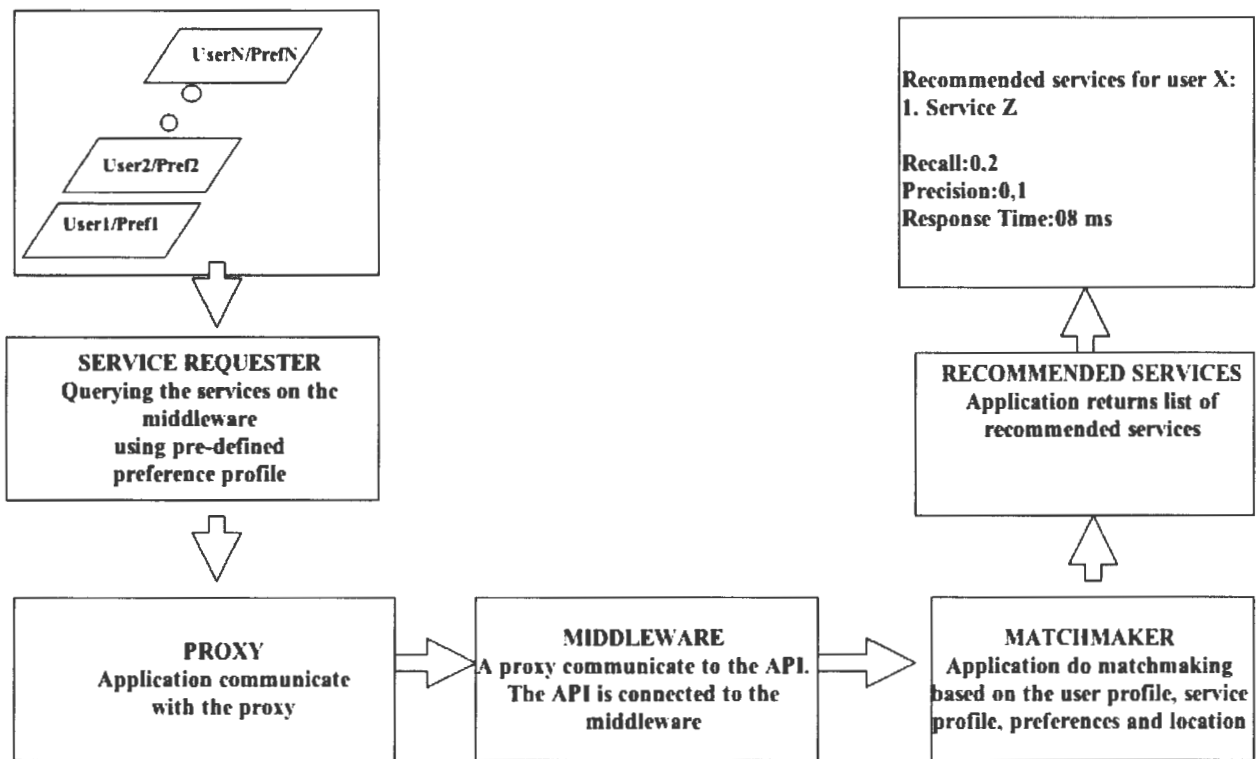 UserN/PrefN
User2/Pref2
User1/Pref1
SERVICE REQUESTER
Querying the services on the
middleware
using pre-defined
preference profile
PROXY
Application communicate
with the proxy
MIDDLEWARE
A proxy communicate to the API.
The API is connected to the
middleware
MATCHMAKER
Application do matchmaking
based on the user profile, service
profile, preferences and location
RECOMMENDED SERVICES
Application returns list of
recommended services
Recommended services for user X:
1. Service Z
Recall:0,2
Precision:0,1
Response Time:08 ms